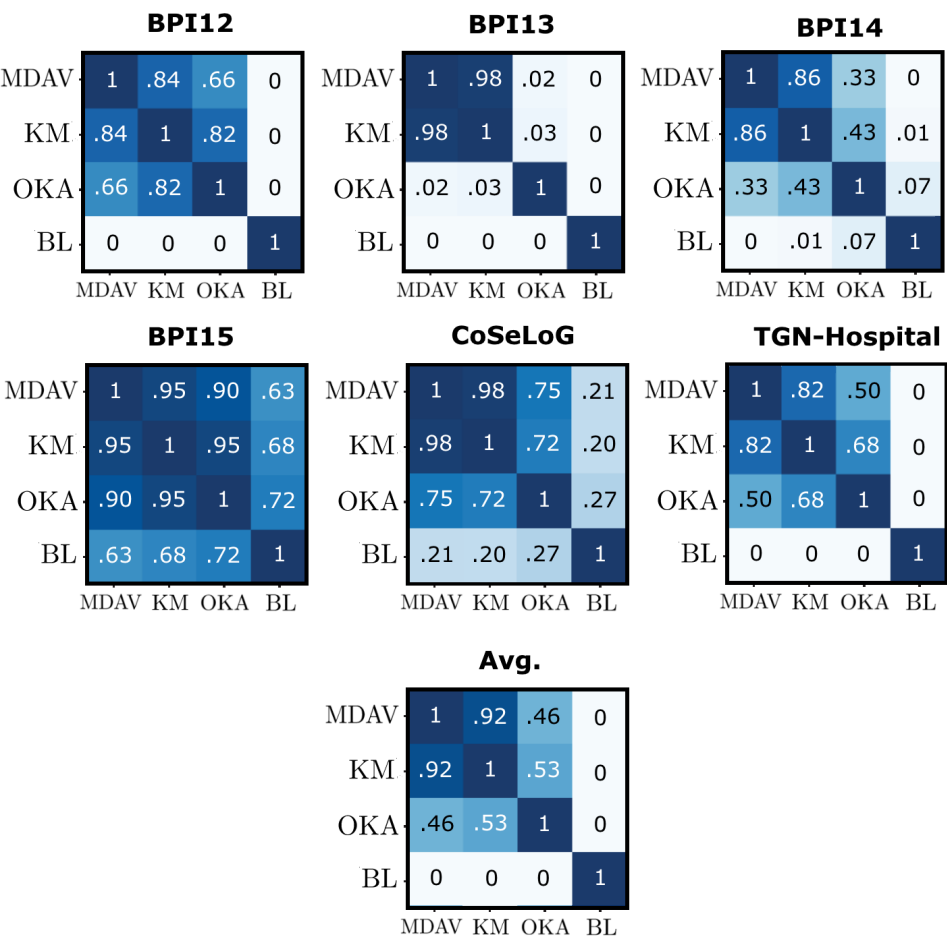 BPI12 BPI13 BPI14
MDAV 1 .84 .66 0 MDAV 1 .98 .02 0 MDAV 1 .86 .33 0
KM .84 1 .82 0 KM .98 1 .03 0 KM .86 1 .43 .01
OKA .66 .82 1 0 OKA .02 .03 1 0 OKA .33 .43 1 .07
BL 0 0 0 1 BL 0 0 0 1 BL 0 .01 .07 1
MDAV KM OKA BL MDAV KM OKA BL MDAV KM OKA BL
BPI15 CoSeLoG TGN-Hospital
MDAV 1 .95 .90 .63 MDAV 1 .98 .75 .21 MDAV 1 .82 .50 0
KM .95 1 .95 .68 KM .98 1 .72 .20 KM .82 1 .68 0
OKA .90 .95 1 .72 OKA .75 .72 1 .27 OKA .50 .68 1 0
BL .63 .68 .72 1 BL .21 .20 .27 1 BL 0 0 0 1
MDAV KM OKA BL MDAV KM OKA BL MDAV KM OKA BL
Avg.
MDAV 1 .92 .46 0
KM .92 1 .53 0
OKA .46 .53 1 0
BL 0 0 0 1
MDAV KM OKA BL